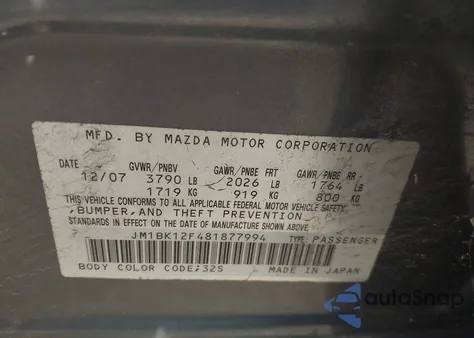 MFD. BY MAZDA MOTOR CORPORATION
DATE GVWR/PNBV GAWR/PNBE FRT GAWR/PNBE RR
12/07 3790 LB 2026 LB 1764 LB
1719 KG 919 KG 800 KG
THIS VEHICLE CONFORMS TO ALL APPLICABLE FEDERAL MOTOR VEHICLE SAFETY
,BUMPER,AND THEFT PREVENTION
STANDARDS IN EFFECT ON THE DATE OF MANUFACTURE SHOWN ABOVE.
JM1BK12F481877994 TYPE:PASSENGER
BODY COLOR CODE;32S MADE IN JAPAN
autoSnap